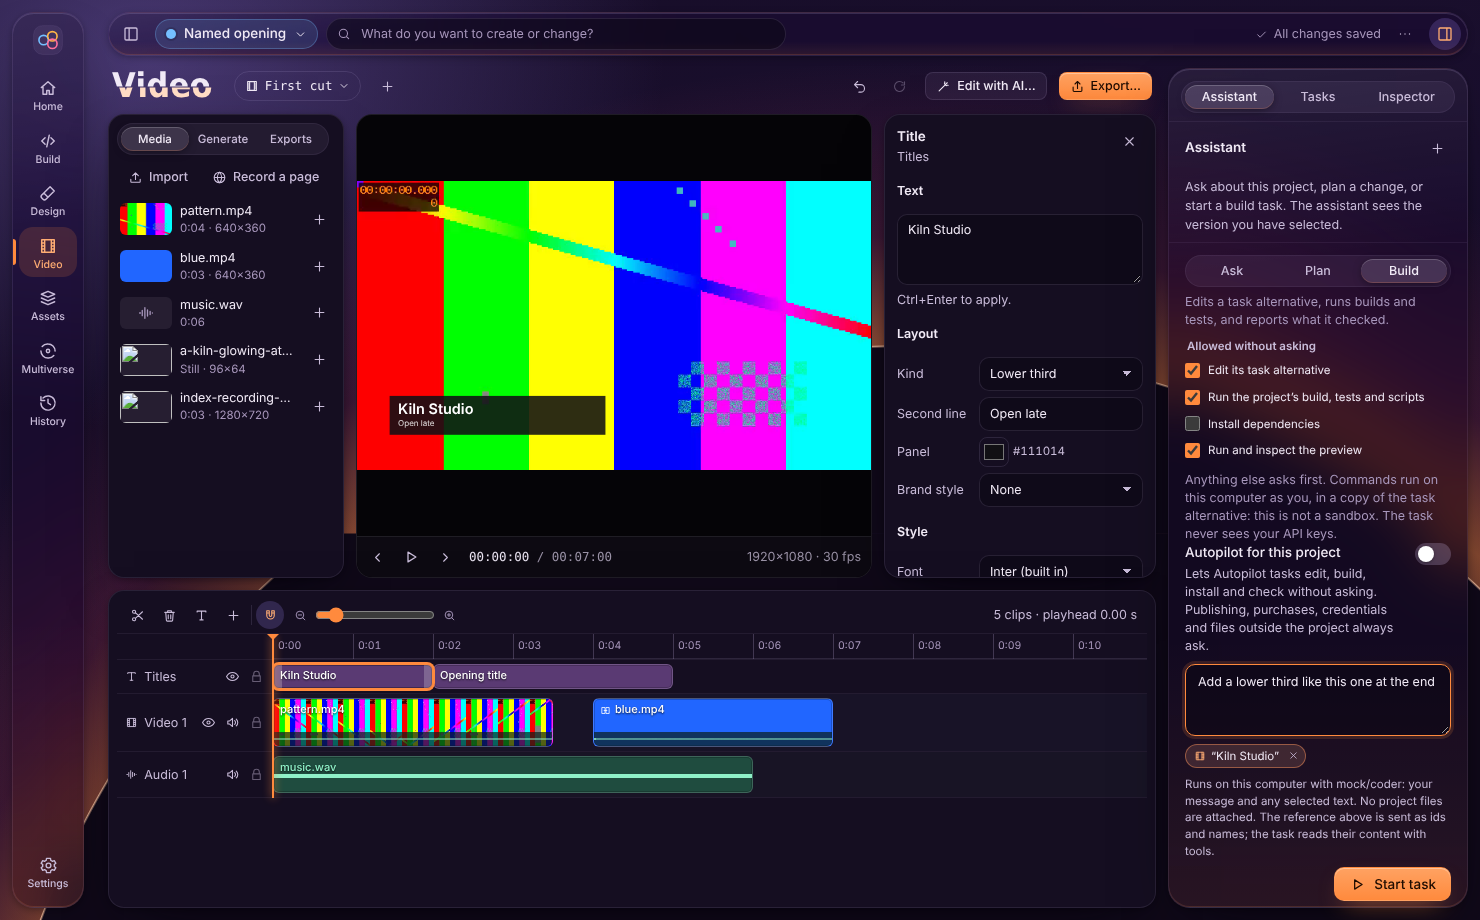 Named opening
What do you want to create or change?
All changes saved
Home
Build
Design
Video
Assets
Multiverse
History
Settings
Video
First cut
Edit with AI...
Export...
Media
Generate
Exports
Import
Record a page
pattern.mp4
0:04 · 640×360
blue.mp4
0:03 · 640×360
music.wav
0:06
a-kiln-glowing-at...
Still · 96×64
index-recording-...
0:03 · 1280×720
00:00:00.000
0
Kiln Studio
Open late
00:00:00 / 00:07:00
1920×1080 · 30 fps
Title
Titles
Text
Kiln Studio
Ctrl+Enter to apply.
Layout
Kind
Lower third
Second line
Open late
Panel
#111014
Brand style
None
Style
Font
Inter (built in)
5 clips · playhead 0.00 s
0:00
0:01
0:02
0:03
0:04
0:05
0:06
0:07
0:08
0:09
0:10
Titles
Kiln Studio
Opening title
Video 1
pattern.mp4
blue.mp4
Audio 1
music.wav
Assistant
Tasks
Inspector
Assistant
Ask about this project, plan a change, or
start a build task. The assistant sees the
version you have selected.
Ask
Plan
Build
Edits a task alternative, runs builds and
tests, and reports what it checked.
Allowed without asking
Edit its task alternative
Run the project's build, tests and scripts
Install dependencies
Run and inspect the preview
Anything else asks first. Commands run on
this computer as you, in a copy of the task
alternative: this is not a sandbox. The task
never sees your API keys.
Autopilot for this project
Lets Autopilot tasks edit, build,
install and check without asking.
Publishing, purchases, credentials
and files outside the project always
ask.
Add a lower third like this one at the end
“Kiln Studio”
Runs on this computer with mock/coder: your
message and any selected text. No project files
are attached. The reference above is sent as ids
and names; the task reads their content with
tools.
Start task